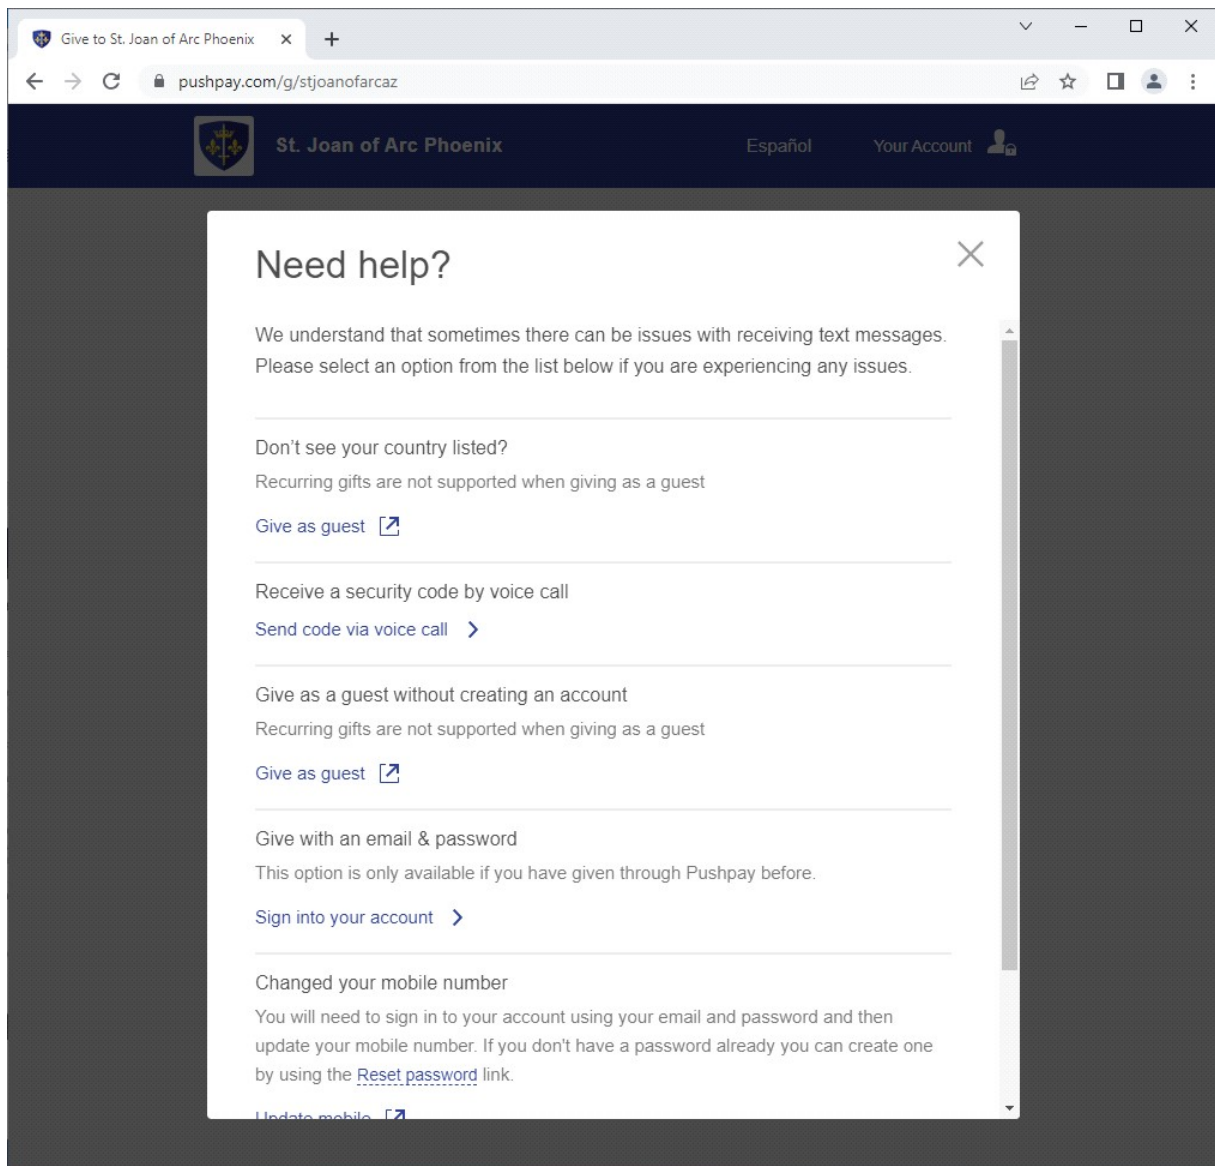 Give to St. Joan of Arc Phoenix
pushpay.com/g/stjoanofarcaz
St. Joan of Arc Phoenix
Español
Your Account
Need help?
We understand that sometimes there can be issues with receiving text messages.
Please select an option from the list below if you are experiencing any issues.
Don't see your country listed?
Recurring gifts are not supported when giving as a guest
Give as guest
Receive a security code by voice call
Send code via voice call
Give as a guest without creating an account
Recurring gifts are not supported when giving as a guest
Give as guest
Give with an email & password
This option is only available if you have given through Pushpay before.
Sign into your account
Changed your mobile number
You will need to sign in to your account using your email and password and then
update your mobile number. If you don't have a password already you can create one
by using the Reset password link.
Update mobile